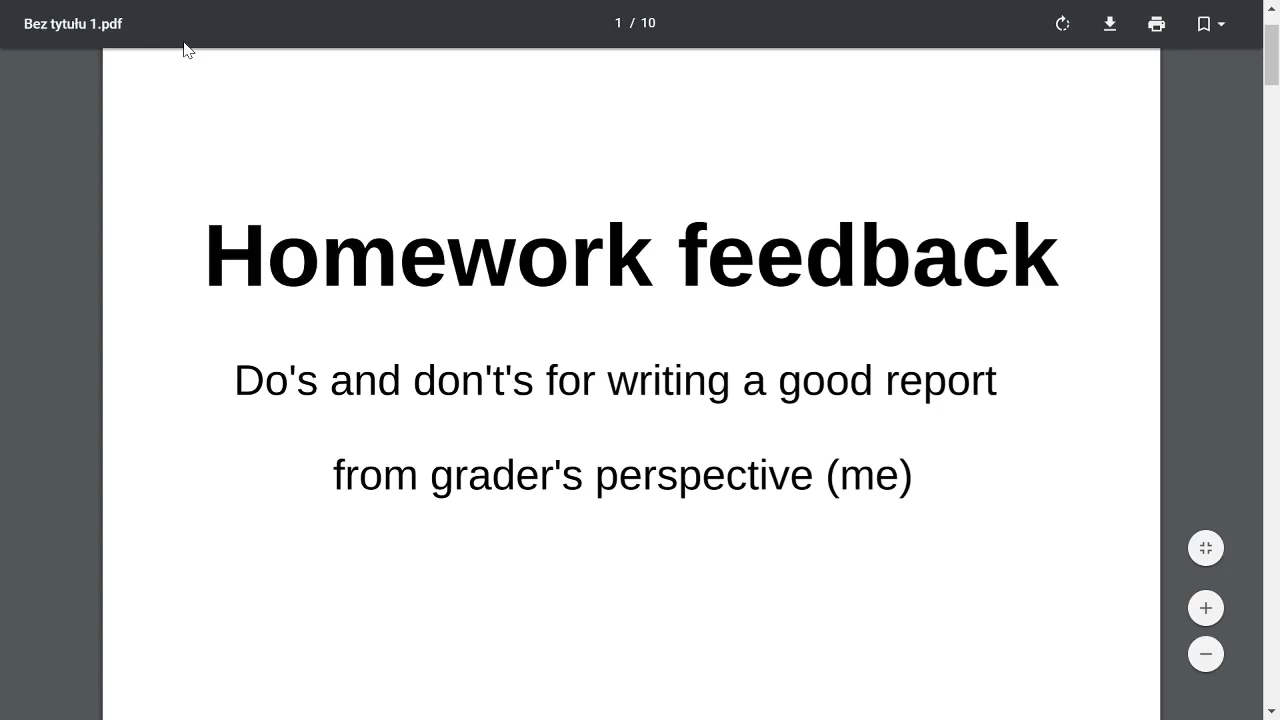 Bez tytułu 1.pdf
1 / 10
Homework feedback
Do's and don't's for writing a good report
from grader's perspective (me)